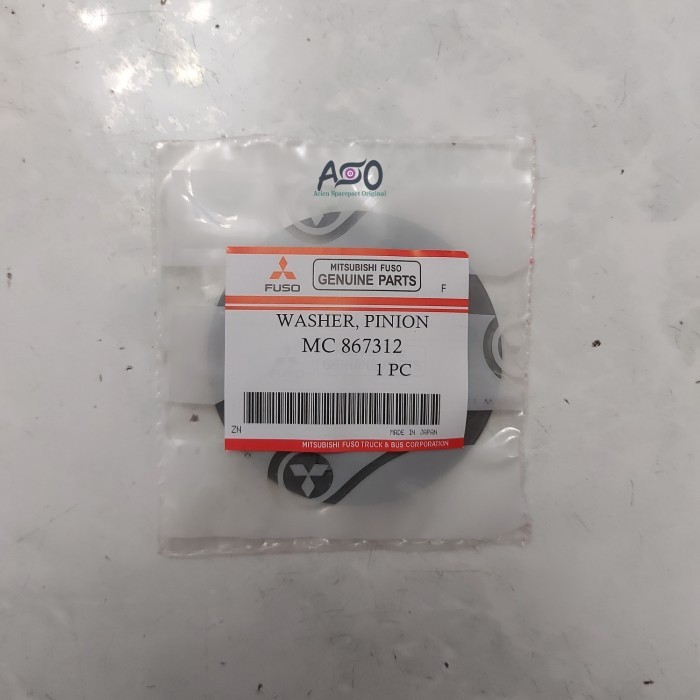 ASO
Acien Sparepart Original
FUSO
MITSUBISHI FUSO
GENUINE PARTS
F
WASHER, PINION
MC 867312
1 PC
ZN
MADE IN JAPAN
MITSUBISHI FUSO TRUCK & BUS CORPORATION